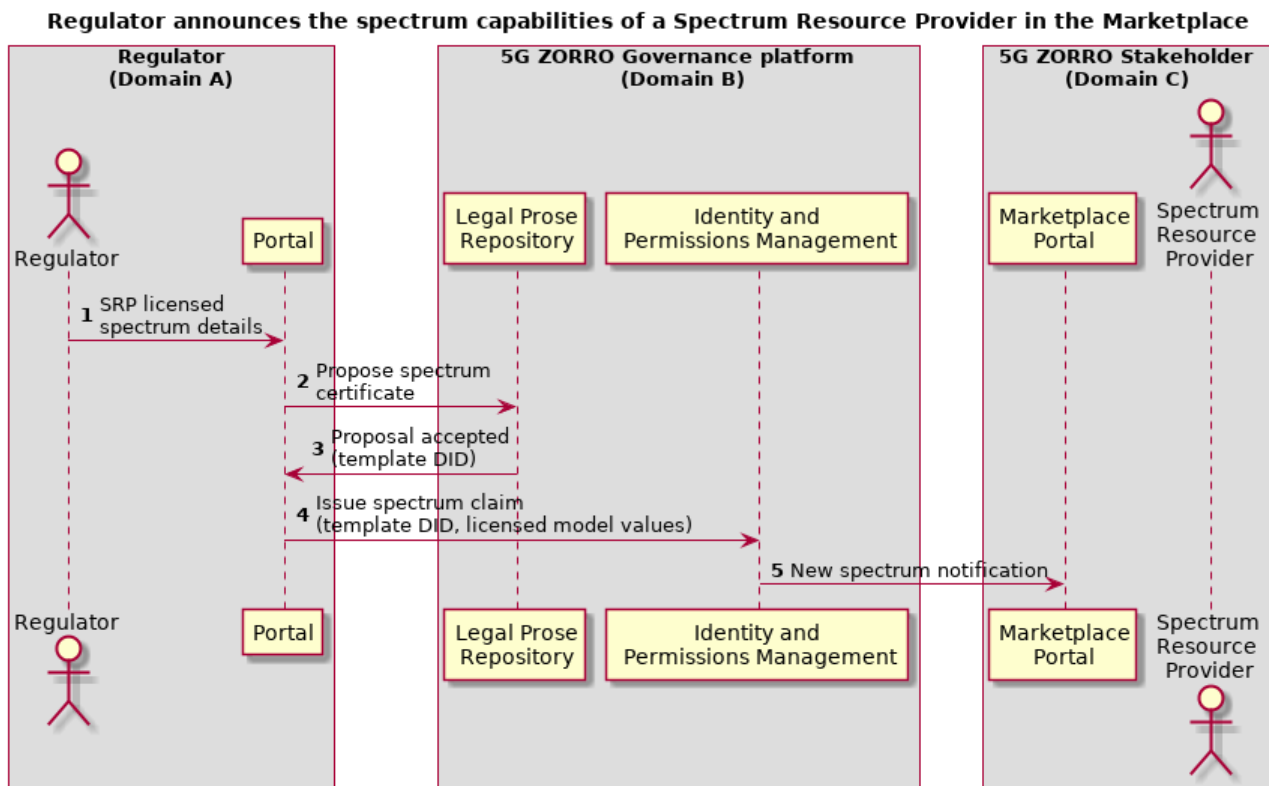 Regulator announces the spectrum capabilities of a Spectrum Resource Provider in the Marketplace
Regulator
(Domain A)
5G ZORRO Governance platform
(Domain B)
5G ZORRO Stakeholder
(Domain C)
Regulator
Portal
Legal Prose
Repository
Identity and
Permissions Management
Marketplace
Portal
Spectrum
Resource
Provider
1 SRP licensed
spectrum details
2 Propose spectrum
certificate
3 Proposal accepted
(template DID)
4 Issue spectrum claim
(template DID, licensed model values)
5 New spectrum notification
Regulator
Portal
Legal Prose
Repository
Identity and
Permissions Management
Marketplace
Portal
Spectrum
Resource
Provider